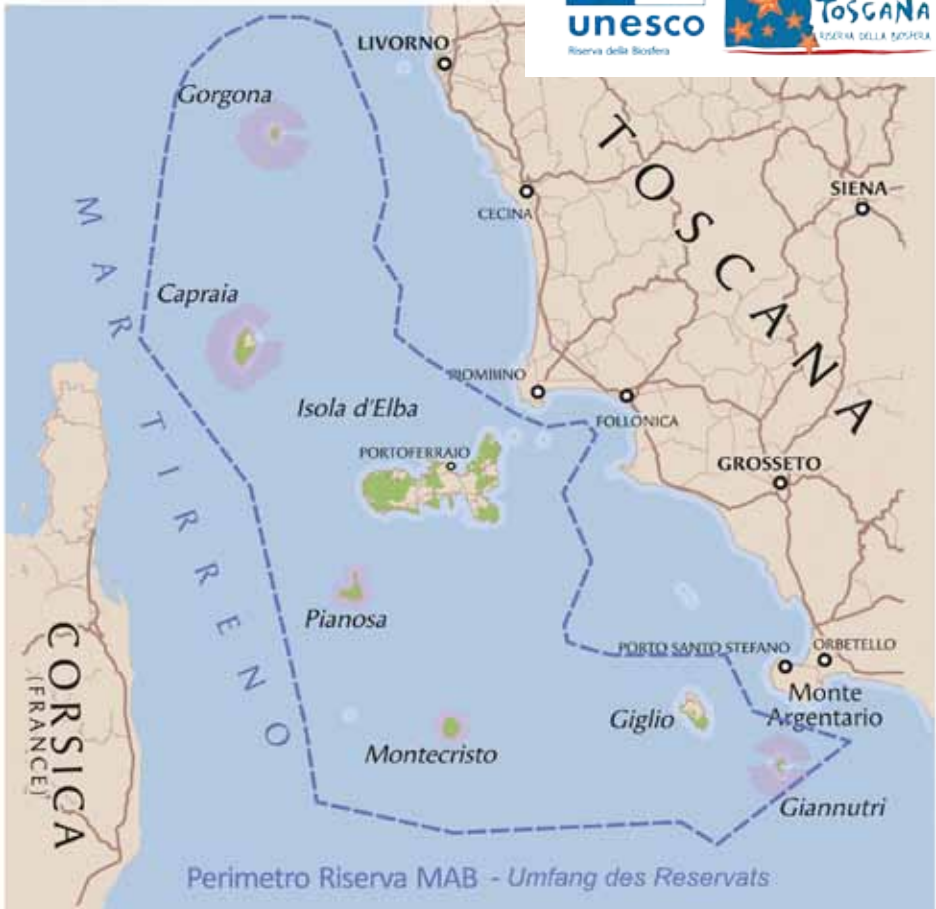 unesco
Riserva della Biosfera
TOSCANA
RISERVA DELLA BIOSFERA
LIVORNO
Gorgona
TOSCANA
SIENA
CECINA
MAR TIRRENO
Capraia
PIOMBINO
Isola d'Elba
FOLLONICA
PORTOFERRAIO
GROSSETO
Pianosa
CORSICA
(FRANCE)
PORTO SANTO STEFANO
ORBETELLO
Monte
Argentario
Giglio
Montecristo
Giannutri
Perimetro Riserva MAB - Umfang des Reservats